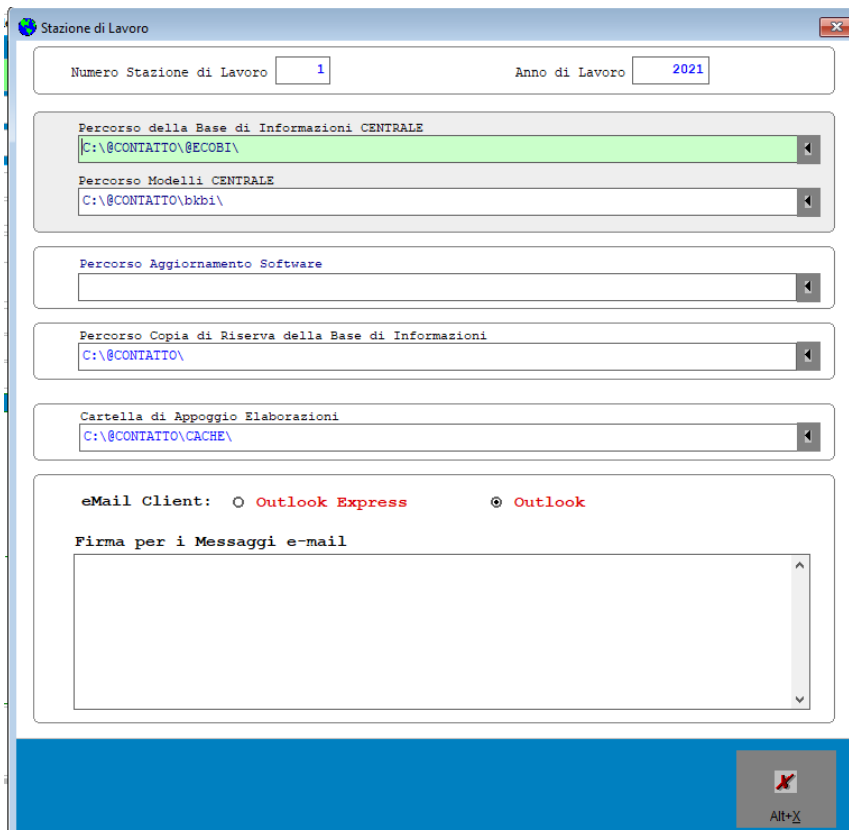 Stazione di Lavoro
Numero Stazione di Lavoro 1 Anno di Lavoro 2021
Percorso della Base di Informazioni CENTRALE
C:\@CONTATTO\@ECOBI\
Percorso Modelli CENTRALE
C:\@CONTATTO\bkbi\
Percorso Aggiornamento Software
Percorso Copia di Riserva della Base di Informazioni
C:\@CONTATTO\
Cartella di Appoggio Elaborazioni
C:\@CONTATTO\CACHE\
eMail Client: Outlook Express Outlook
Firma per i Messaggi e-mail
Alt+X